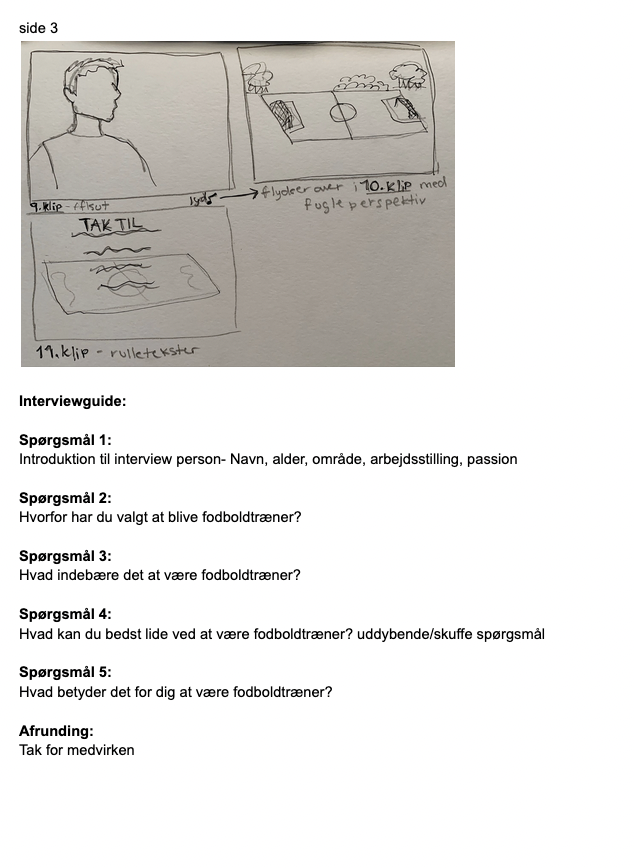 side 3
9.klip -
lyd
flyder over i 10.klip med
fugle perspektiv
TAK TIL
11.klip - rulletekster
Interviewguide:
Spørgsmål 1:
Introduktion til interview person- Navn, alder, område, arbejdsstilling, passion
Spørgsmål 2:
Hvorfor har du valgt at blive fodboldtræner?
Spørgsmål 3:
Hvad indebære det at være fodboldtræner?
Spørgsmål 4:
Hvad kan du bedst lide ved at være fodboldtræner? uddybende/skuffe spørgsmål
Spørgsmål 5:
Hvad betyder det for dig at være fodboldtræner?
Afrunding:
Tak for medvirken